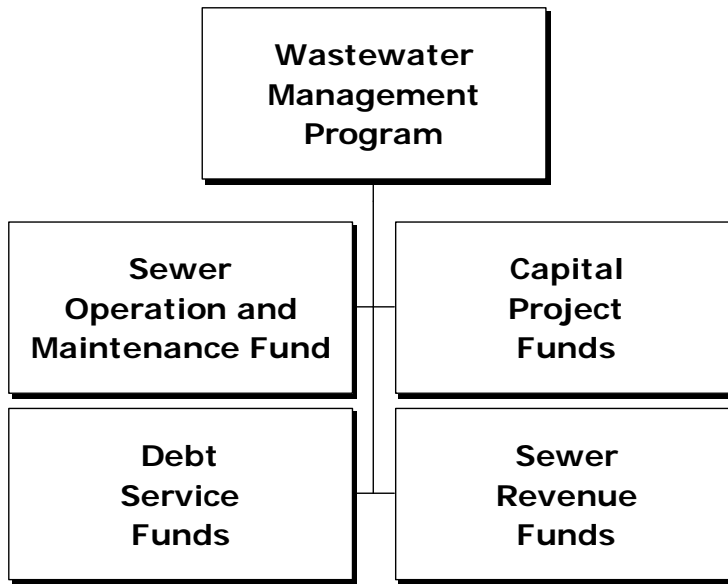 Wastewater
Management
Program
Sewer
Operation and
Maintenance Fund
Capital
Project
Funds
Debt
Service
Funds
Sewer
Revenue
Funds